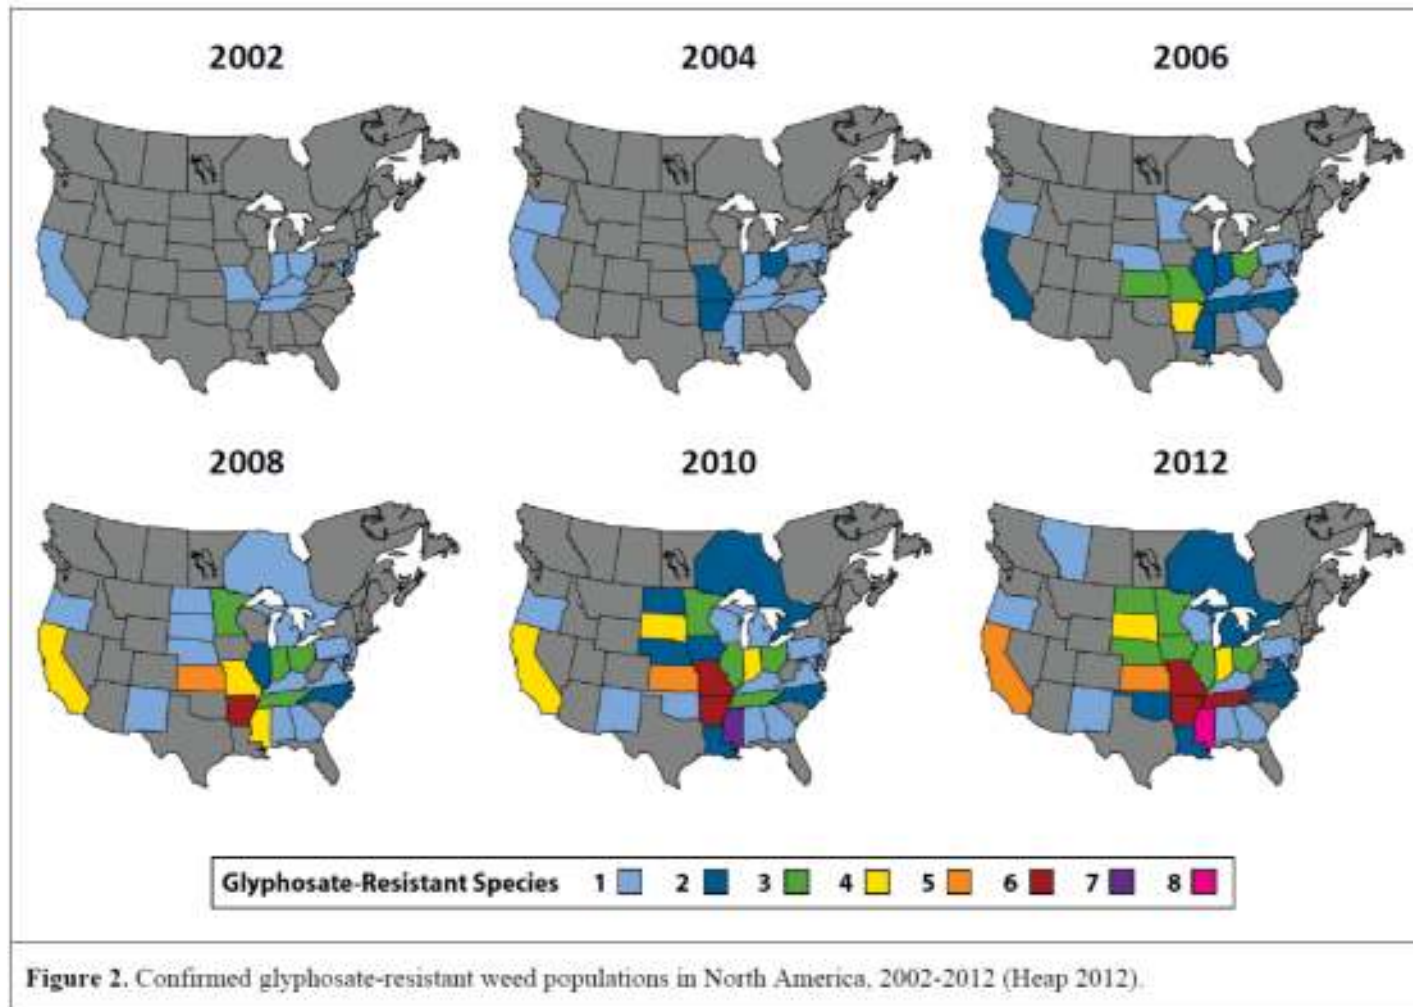 2002 2004 2006
2008 2010 2012
Glyphosate-Resistant Species 1 2 3 4 5 6 7 8
Figure 2. Confirmed glyphosate-resistant weed populations in North America, 2002-2012 (Heap 2012).